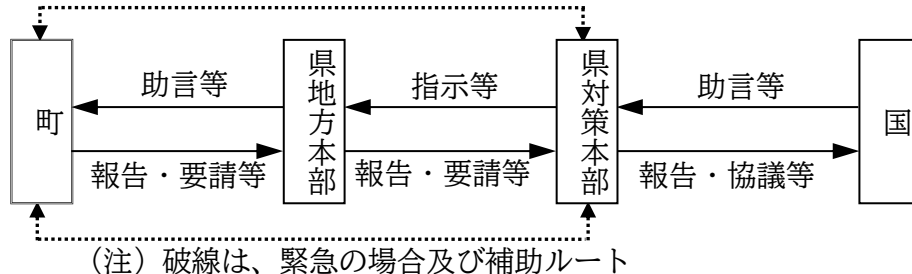 町
県地方本部
県対策本部
国
助言等
指示等
助言等
報告・要請等
報告・要請等
報告・協議等
（注）破線は、緊急の場合及び補助ルート